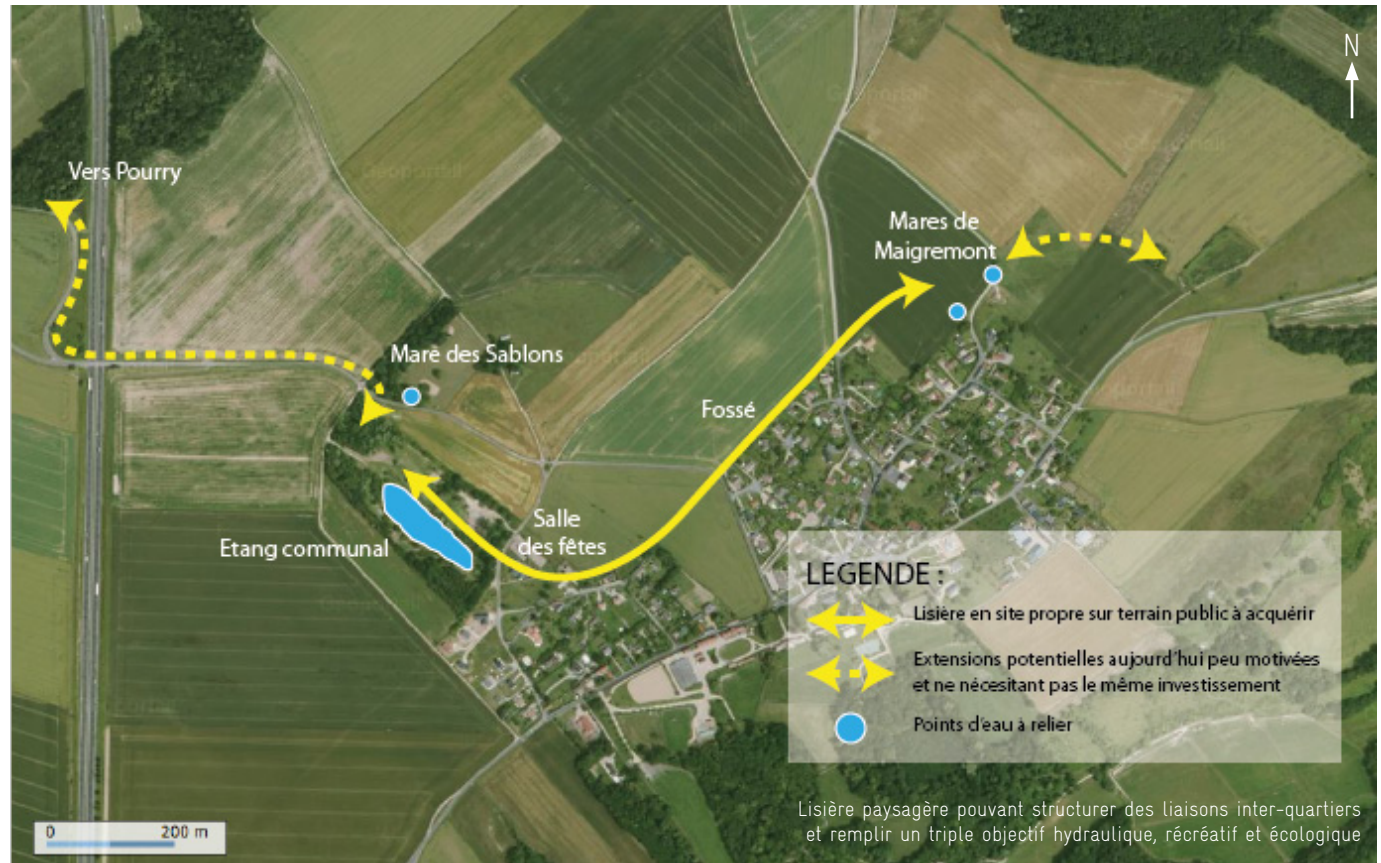 N
Vers Pourry
Mares de
Maigremont
Mare des Sablons
Fossé
Salle
des fêtes
Etang communal
LEGENDE :
Lisière en site propre sur terrain public à acquérir
Extensions potentielles aujourd'hui peu motivées
et ne nécesitant pas le même investissement
Points d'eau à relier
0 200 m
Lisière paysagère pouvant structurer des liaisons inter-quartiers
et remplir un triple objectif hydraulique, récréatif et écologique